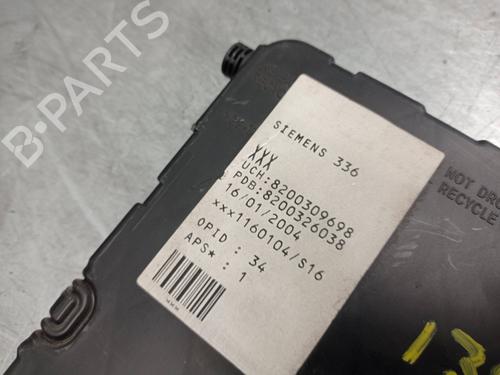 B-PARTS
SIEMENS 336
XXX
UCH:8200309698
PDB:8200326038
16/01/2004
xxx1160104/S16
OPID : 34
APS* : 1
NOT DRO
RECYCLE